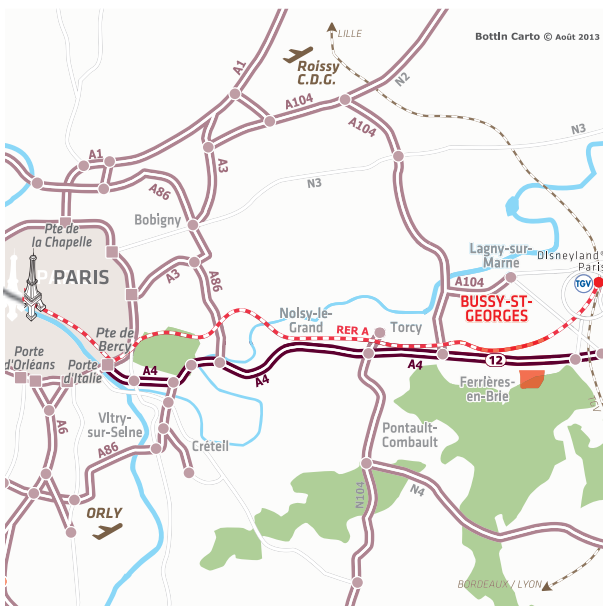 LILLE
Bottin Carto © Août 2013
Roissy
C.D.G.
A1
N2
A104
A104
N3
A1
A3
A86
N3
Bobigny
Pte de
la Chapelle
Lagny-sur-
Marne
Disneyland
Paris
TGV
PARIS
A3
A86
A104
BUSSY-ST-
GEORGES
Noisy-le-
Grand
RER A
Torcy
Pte de
Bercy
Porte
d'Orléans
Porte
d'Italie
A4
A4
A4
12
Ferrières-
en-Brie
TGV
A6
Vitry-
sur-Seine
A86
Créteil
Pontault-
Combault
N104
N4
ORLY
BORDEAUX / LYON